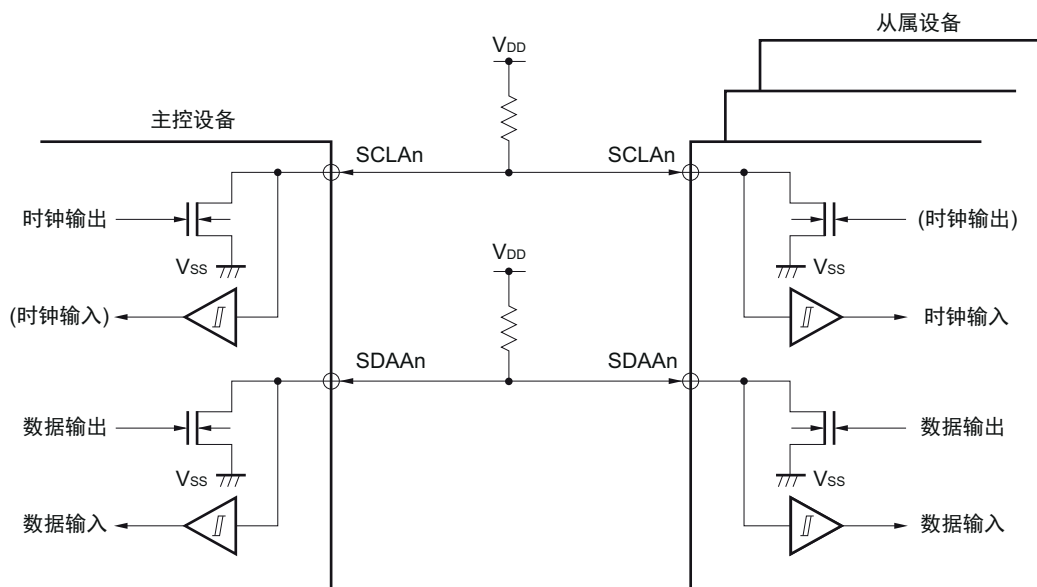 从属设备
VDD
主控设备
SCLAn
SCLAn
时钟输出
(时钟输出)
VSS
VSS
VDD
(时钟输入)
时钟输入
SDAAn
SDAAn
数据输出
数据输出
VSS
VSS
数据输入
数据输入